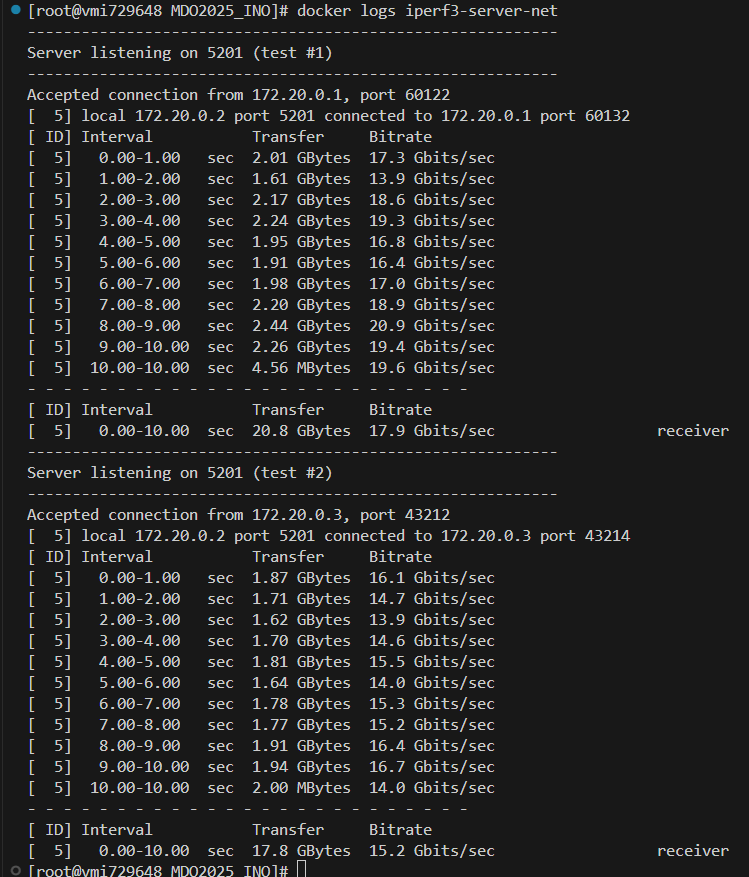 [root@vmi729648 MDO2025_INO]# docker logs iperf3-server-net
-----------------------------------------------------------
Server listening on 5201 (test #1)
-----------------------------------------------------------
Accepted connection from 172.20.0.1, port 60122
[  5] local 172.20.0.2 port 5201 connected to 172.20.0.1 port 60132
[ ID] Interval           Transfer     Bitrate
[  5]   0.00-1.00   sec  2.01 GBytes  17.3 Gbits/sec
[  5]   1.00-2.00   sec  1.61 GBytes  13.9 Gbits/sec
[  5]   2.00-3.00   sec  2.17 GBytes  18.6 Gbits/sec
[  5]   3.00-4.00   sec  2.24 GBytes  19.3 Gbits/sec
[  5]   4.00-5.00   sec  1.95 GBytes  16.8 Gbits/sec
[  5]   5.00-6.00   sec  1.91 GBytes  16.4 Gbits/sec
[  5]   6.00-7.00   sec  1.98 GBytes  17.0 Gbits/sec
[  5]   7.00-8.00   sec  2.20 GBytes  18.9 Gbits/sec
[  5]   8.00-9.00   sec  2.44 GBytes  20.9 Gbits/sec
[  5]   9.00-10.00  sec  2.26 GBytes  19.4 Gbits/sec
[  5]  10.00-10.00  sec  4.56 MBytes  19.6 Gbits/sec
- - - - - - - - - - - - - - - - - - - - - - - - -
[ ID] Interval           Transfer     Bitrate
[  5]   0.00-10.00  sec  20.8 GBytes  17.9 Gbits/sec                  receiver
-----------------------------------------------------------
Server listening on 5201 (test #2)
-----------------------------------------------------------
Accepted connection from 172.20.0.3, port 43212
[  5] local 172.20.0.2 port 5201 connected to 172.20.0.3 port 43214
[ ID] Interval           Transfer     Bitrate
[  5]   0.00-1.00   sec  1.87 GBytes  16.1 Gbits/sec
[  5]   1.00-2.00   sec  1.71 GBytes  14.7 Gbits/sec
[  5]   2.00-3.00   sec  1.62 GBytes  13.9 Gbits/sec
[  5]   3.00-4.00   sec  1.70 GBytes  14.6 Gbits/sec
[  5]   4.00-5.00   sec  1.81 GBytes  15.5 Gbits/sec
[  5]   5.00-6.00   sec  1.64 GBytes  14.0 Gbits/sec
[  5]   6.00-7.00   sec  1.78 GBytes  15.3 Gbits/sec
[  5]   7.00-8.00   sec  1.77 GBytes  15.2 Gbits/sec
[  5]   8.00-9.00   sec  1.91 GBytes  16.4 Gbits/sec
[  5]   9.00-10.00  sec  1.94 GBytes  16.7 Gbits/sec
[  5]  10.00-10.00  sec  2.00 MBytes  14.0 Gbits/sec
- - - - - - - - - - - - - - - - - - - - - - - - -
[ ID] Interval           Transfer     Bitrate
[  5]   0.00-10.00  sec  17.8 GBytes  15.2 Gbits/sec                  receiver
[root@vmi729648 MDO2025_INO]#